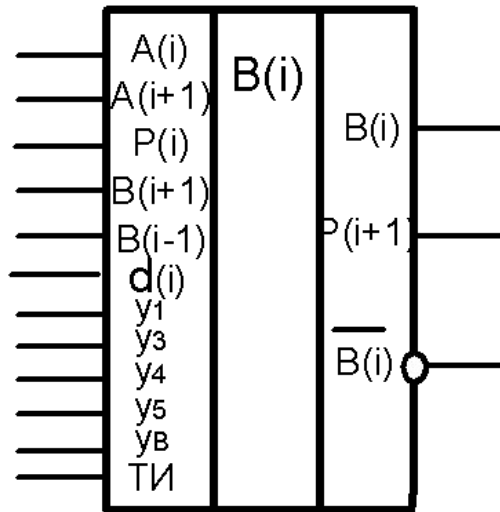 A(i)
A(i+1)
P(i)
B(i+1)
B(i-1)
d(i)
y1
y3
y4
y5
yB
ТИ
B(i)
B(i)
P(i+1)
B̅(i)